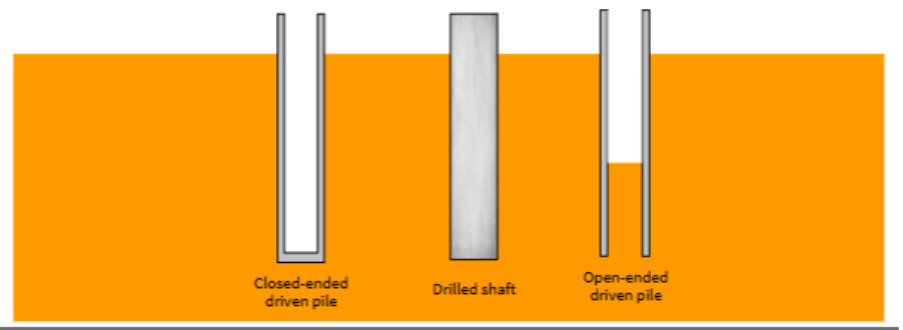 Closed-ended
driven pile
Drilled shaft
Open-ended
driven pile